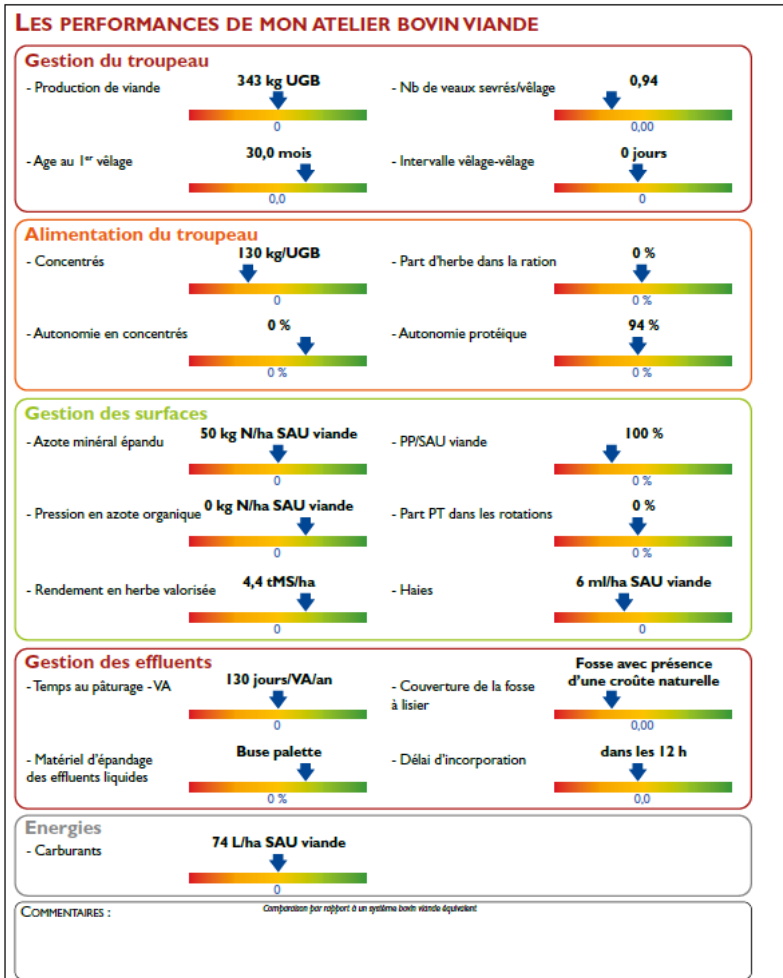 LES PERFORMANCES DE MON ATELIER BOVIN VIANDE
Gestion du troupeau
- Production de viande
343 kg UGB
0
- Nb de veaux sevrés/vêlage
0,94
0,00
- Age au 1er vêlage
30,0 mois
0,0
- Intervalle vêlage-vêlage
0 jours
0
Alimentation du troupeau
- Concentrés
130 kg/UGB
0
- Part d'herbe dans la ration
0 %
0 %
- Autonomie en concentrés
0 %
0 %
- Autonomie protéique
94 %
0 %
Gestion des surfaces
- Azote minéral épandu
50 kg N/ha SAU viande
0
- PP/SAU viande
100 %
0 %
- Pression en azote organique
0 kg N/ha SAU viande
0
- Part PT dans les rotations
0 %
0 %
- Rendement en herbe valorisée
4,4 tMS/ha
0
- Haies
6 ml/ha SAU viande
0
Gestion des effluents
- Temps au pâturage - VA
130 jours/VA/an
0
- Couverture de la fosse
à lisier
Fosse avec présence
d'une croûte naturelle
0,00
- Matériel d'épandage
des effluents liquides
Buse palette
0 %
- Délai d'incorporation
dans les 12 h
0,0
Energies
- Carburants
74 L/ha SAU viande
0
COMMENTAIRES :
Comparaison par rapport à un système bovin viande équivalent